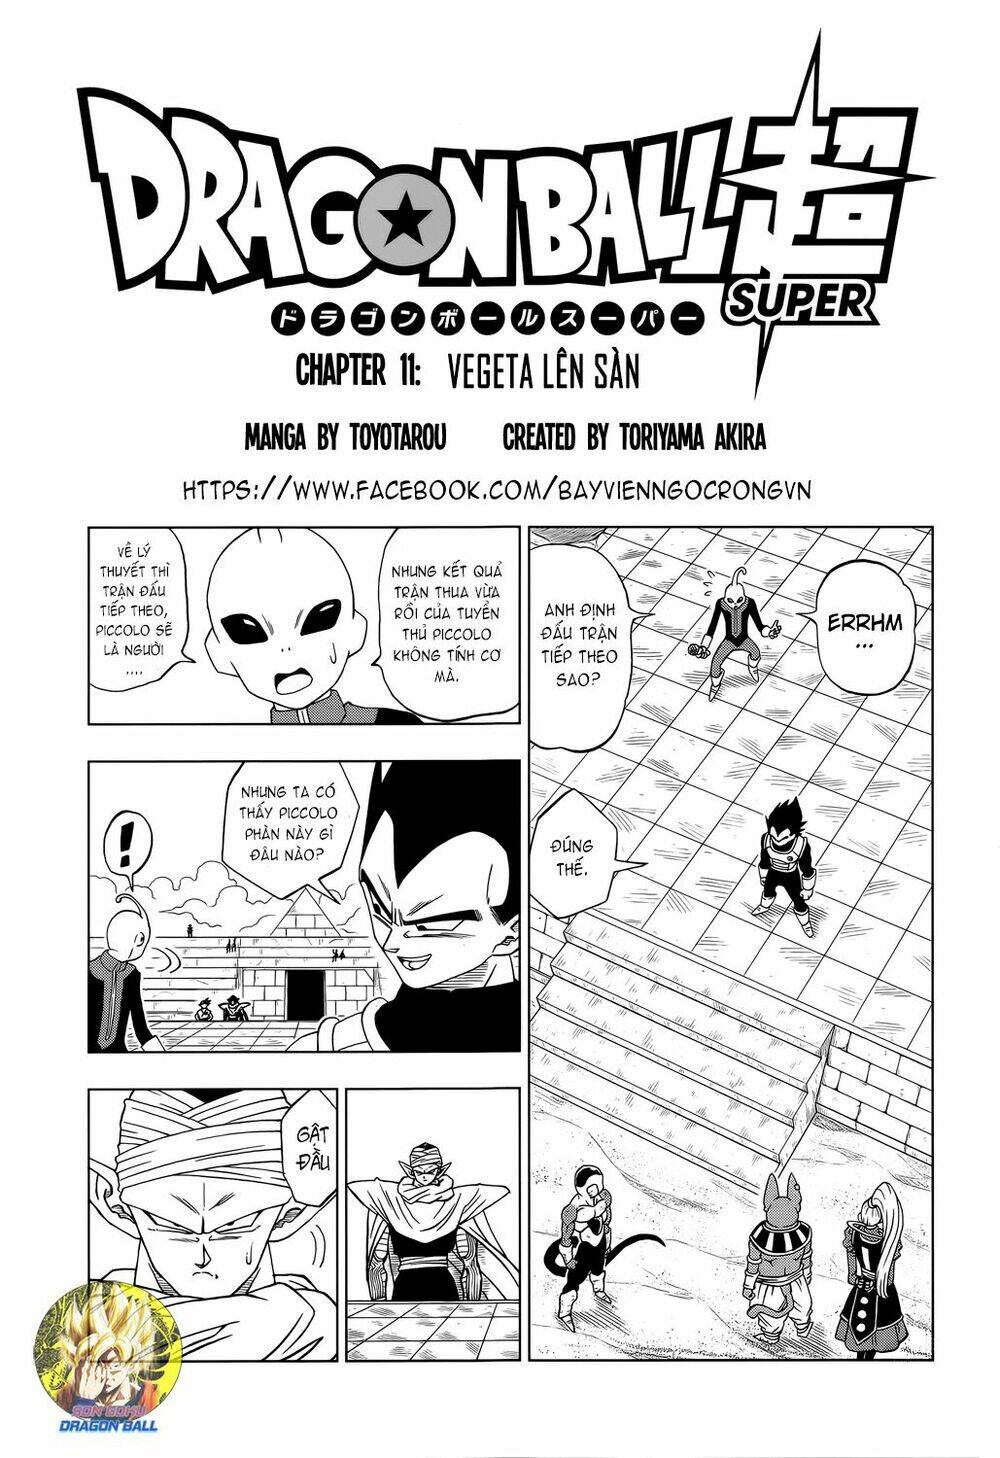 DRAGON BALL 超
SUPER
ドラゴンボールスーパー
CHAPTER 11: VEGETA LÊN SÀN
MANGA BY TOYOTAROU CREATED BY TORIYAMA AKIRA
HTTPS://WWW.FACEBOOK.COM/BAYVIENNGOCRONGVN
VỀ LÝ
THUYẾT THÌ
TRẬN ĐẤU
TIẾP THEO,
PICCOLO SẼ
LÀ NGƯỜI
....
NHƯNG KẾT QUẢ
TRẬN THUA VỪA
RỒI CỦA TUYỂN
THỦ PICCOLO
KHÔNG TÍNH CƠ
MÀ.
ERRHM
...
ANH ĐỊNH
ĐẤU TRẬN
TIẾP THEO
SAO?
ĐÚNG
THẾ.
NHƯNG TA CÓ
THẤY PICCOLO
PHÀN NÀY GÌ
ĐÂU NÀO?
!
GẬT
ĐẦU
SON GOKU
DRAGON BALL